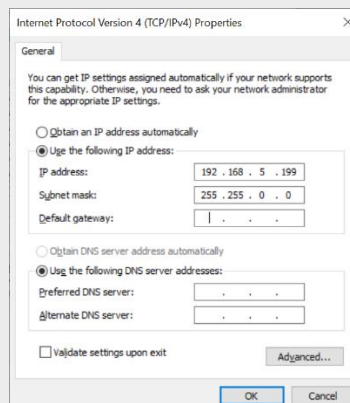 Internet Protocol Version 4 (TCP/IPv4) Properties
General
You can get IP settings assigned automatically if your network supports
this capability. Otherwise, you need to ask your network administrator
for the appropriate IP settings.
Obtain an IP address automatically
Use the following IP address:
IP address: 192 . 168 . 5 . 199
Subnet mask: 255 . 255 . 0 . 0
Default gateway: . . .
Obtain DNS server address automatically
Use the following DNS server addresses:
Preferred DNS server: . . .
Alternate DNS server: . . .
Validate settings upon exit
Advanced...
OK Cancel